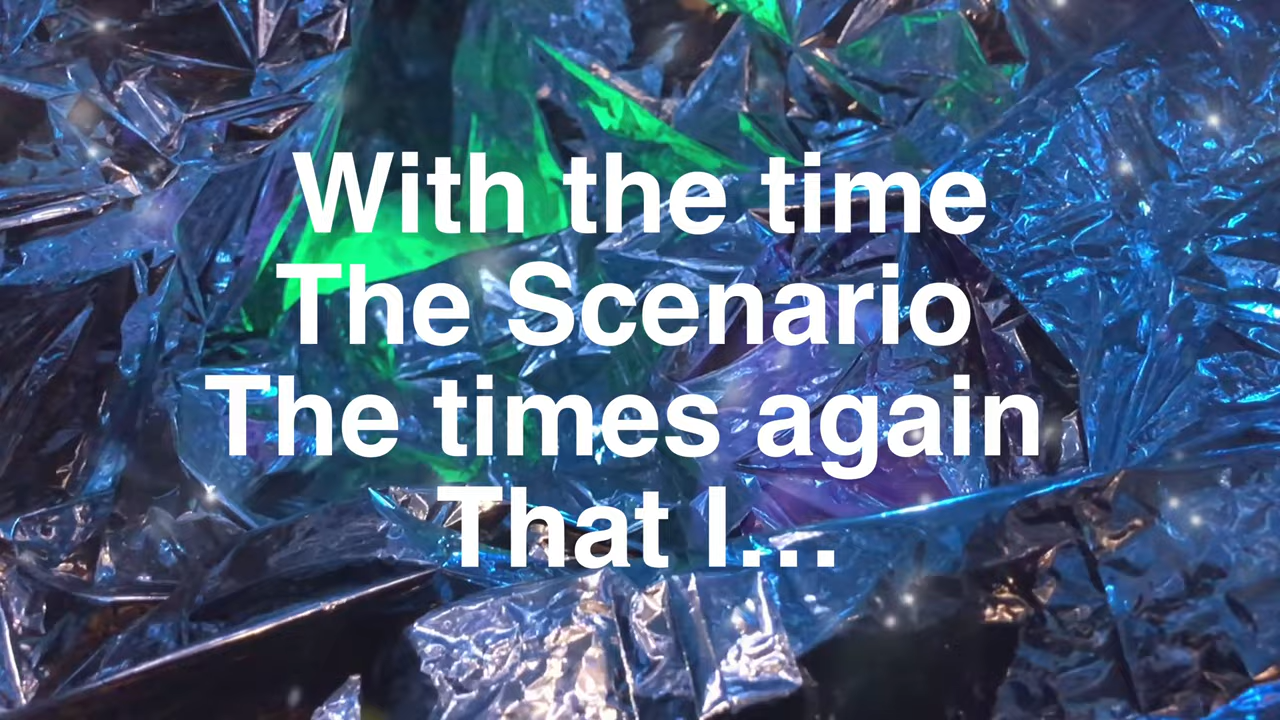 With the time
The Scenario
The times again
That I...